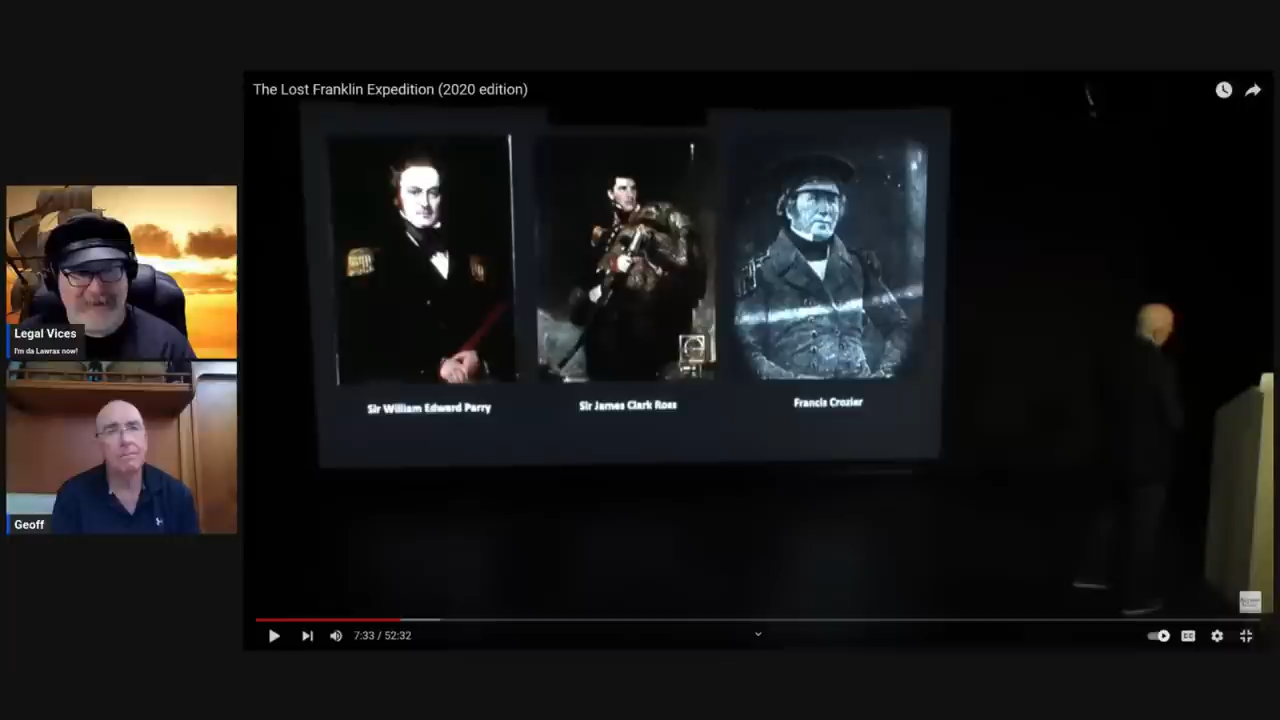 The Lost Franklin Expedition (2020 edition)
Sir William Edward Parry
Sir James Clark Ross
Francis Crozier
Legal Vices
I'm da Lawrax now!
Geoff
7:33 / 52:32
CC